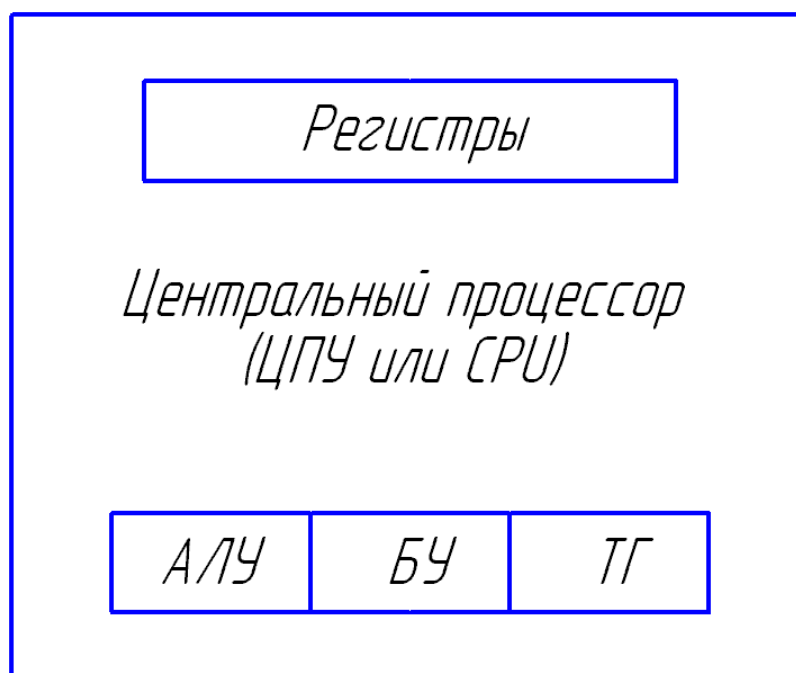 Регистры
Центральный процессор
(ЦПУ или CPU)
АЛУ БУ ТГ